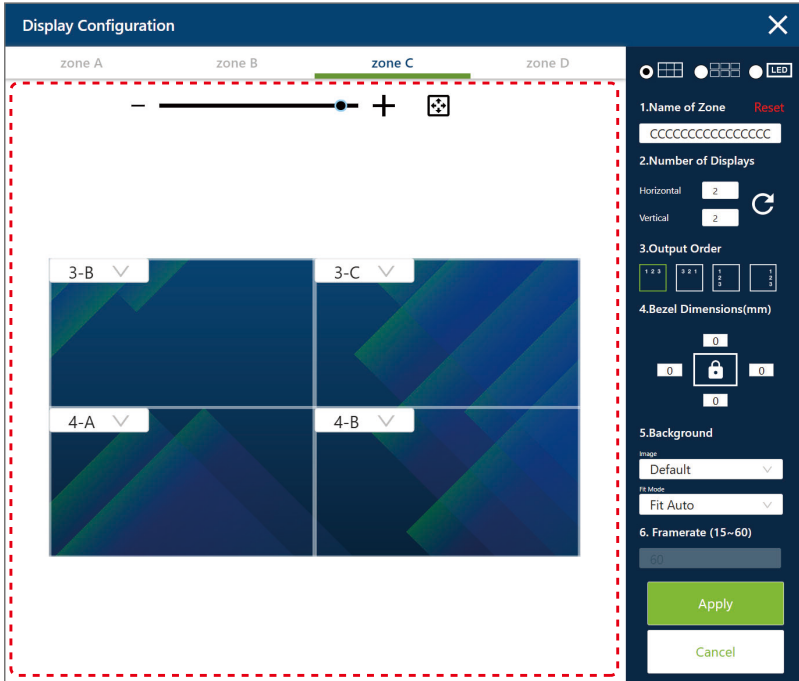 Display Configuration
zone A zone B zone C zone D
LED
1.Name of Zone Reset
CCCCCCCCCCCCCCCC
2.Number of Displays
Horizontal 2
Vertical 2
3.Output Order
1 2 3 3 2 1 1 1
2 2
3 3
4.Bezel Dimensions(mm)
0
0 0
0
5.Background
Image
Default
Fit Mode
Fit Auto
6. Framerate (15~60)
60
Apply
Cancel
3-B 3-C
4-A 4-B